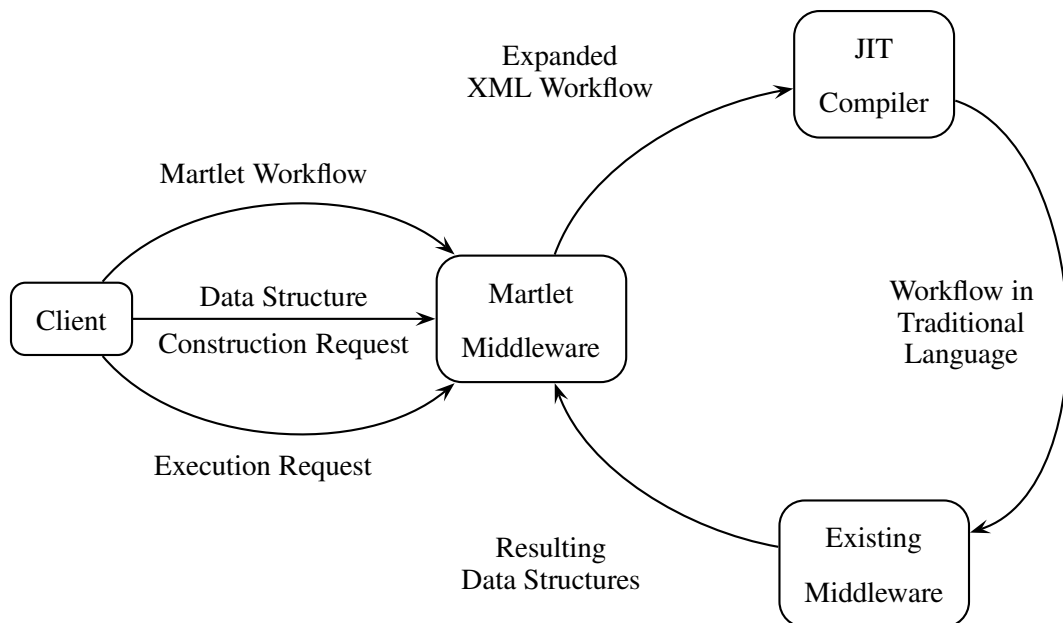 Expanded
XML Workflow
JIT
Compiler
Martlet Workflow
Client
Data Structure
Construction Request
Martlet
Middleware
Workflow in
Traditional
Language
Execution Request
Resulting
Data Structures
Existing
Middleware